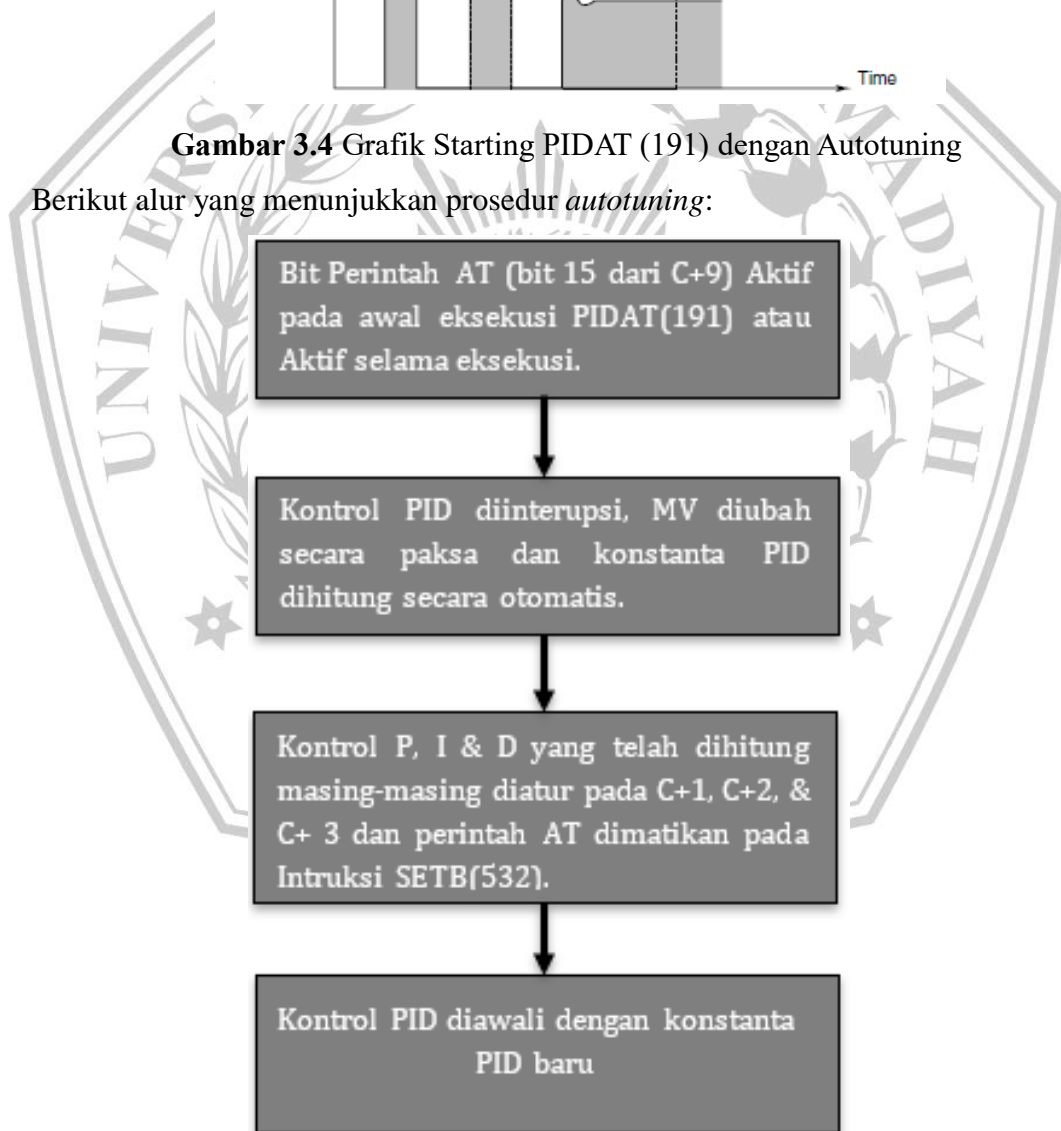 Time
Gambar 3.4 Grafik Starting PIDAT (191) dengan Autotuning
Berikut alur yang menunjukkan prosedur autotuning:
Bit Perintah AT (bit 15 dari C+9) Aktif
pada awal eksekusi PIDAT(191) atau
Aktif selama eksekusi.
Kontrol PID diinterupsi, MV diubah
secara paksa dan konstanta PID
dihitung secara otomatis.
Kontrol P, I & D yang telah dihitung
masing-masing diatur pada C+1, C+2, &
C+ 3 dan perintah AT dimatikan pada
Intruksi SETB(532).
Kontrol PID diawali dengan konstanta
PID baru